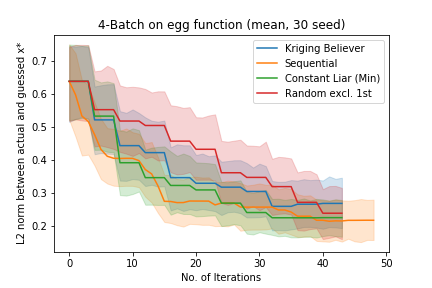 4-Batch on egg function (mean, 30 seed)
L2 norm between actual and guessed x*
0.7
0.6
0.5
0.4
0.3
0.2
Kriging Believer
Sequential
Constant Liar (Min)
Random excl. 1st
0 10 20 30 40 50
No. of Iterations